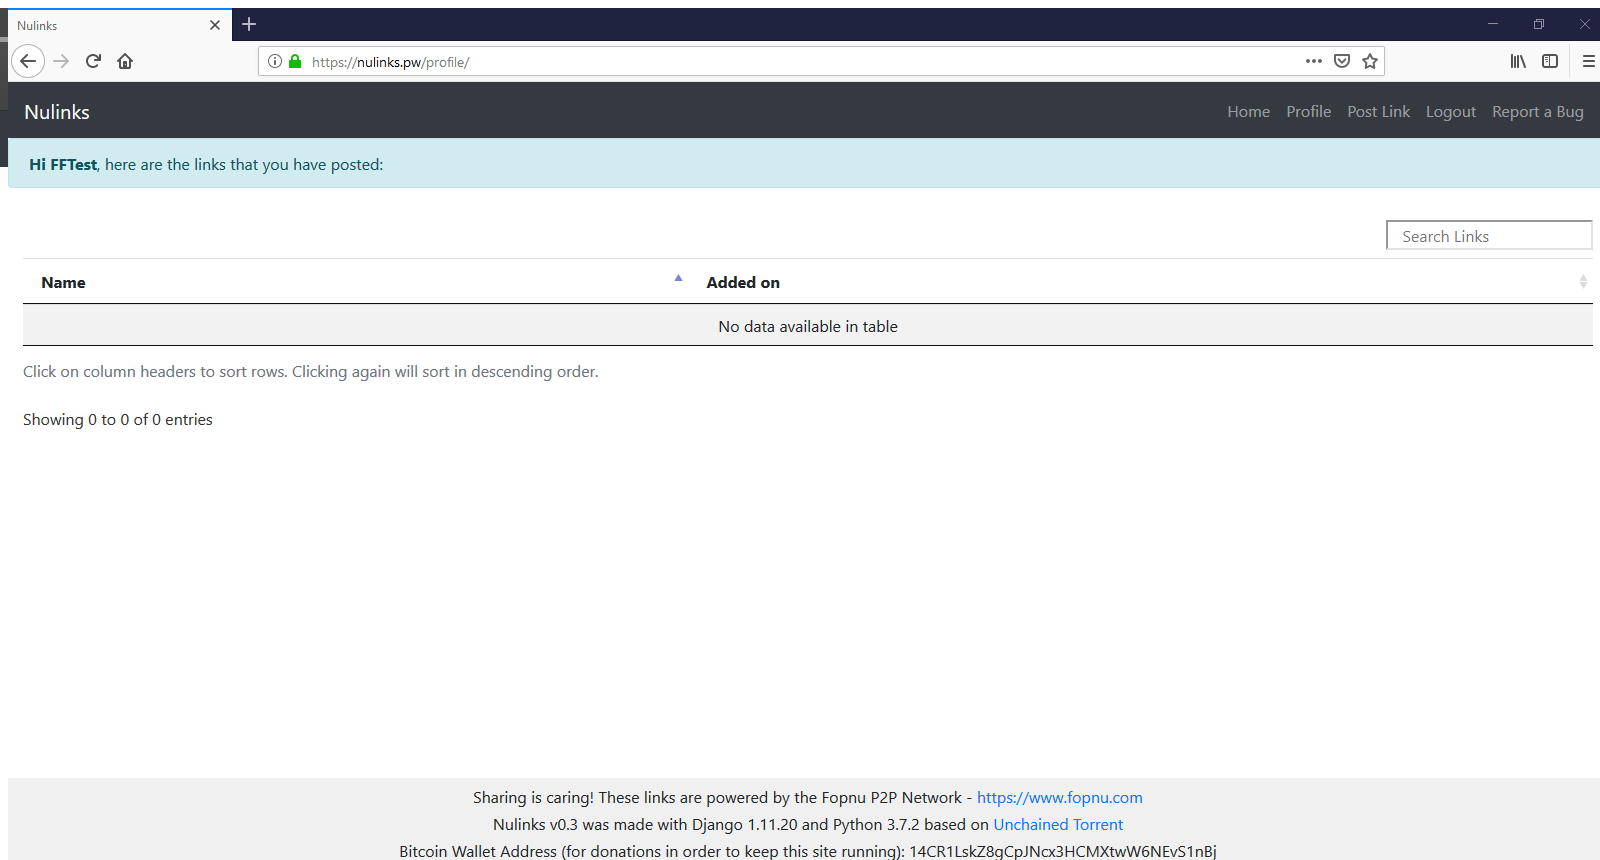 Nulinks
https://nulinks.pw/profile/
Nulinks Home Profile Post Link Logout Report a Bug
Hi FFTest, here are the links that you have posted:
Search Links
Name Added on
No data available in table
Click on column headers to sort rows. Clicking again will sort in descending order.
Showing 0 to 0 of 0 entries
Sharing is caring! These links are powered by the Fopnu P2P Network - https://www.fopnu.com
Nulinks v0.3 was made with Django 1.11.20 and Python 3.7.2 based on Unchained Torrent
Bitcoin Wallet Address (for donations in order to keep this site running): 14CR1LskZ8gCpJNcx3HCMXtwW6NEvS1nBj